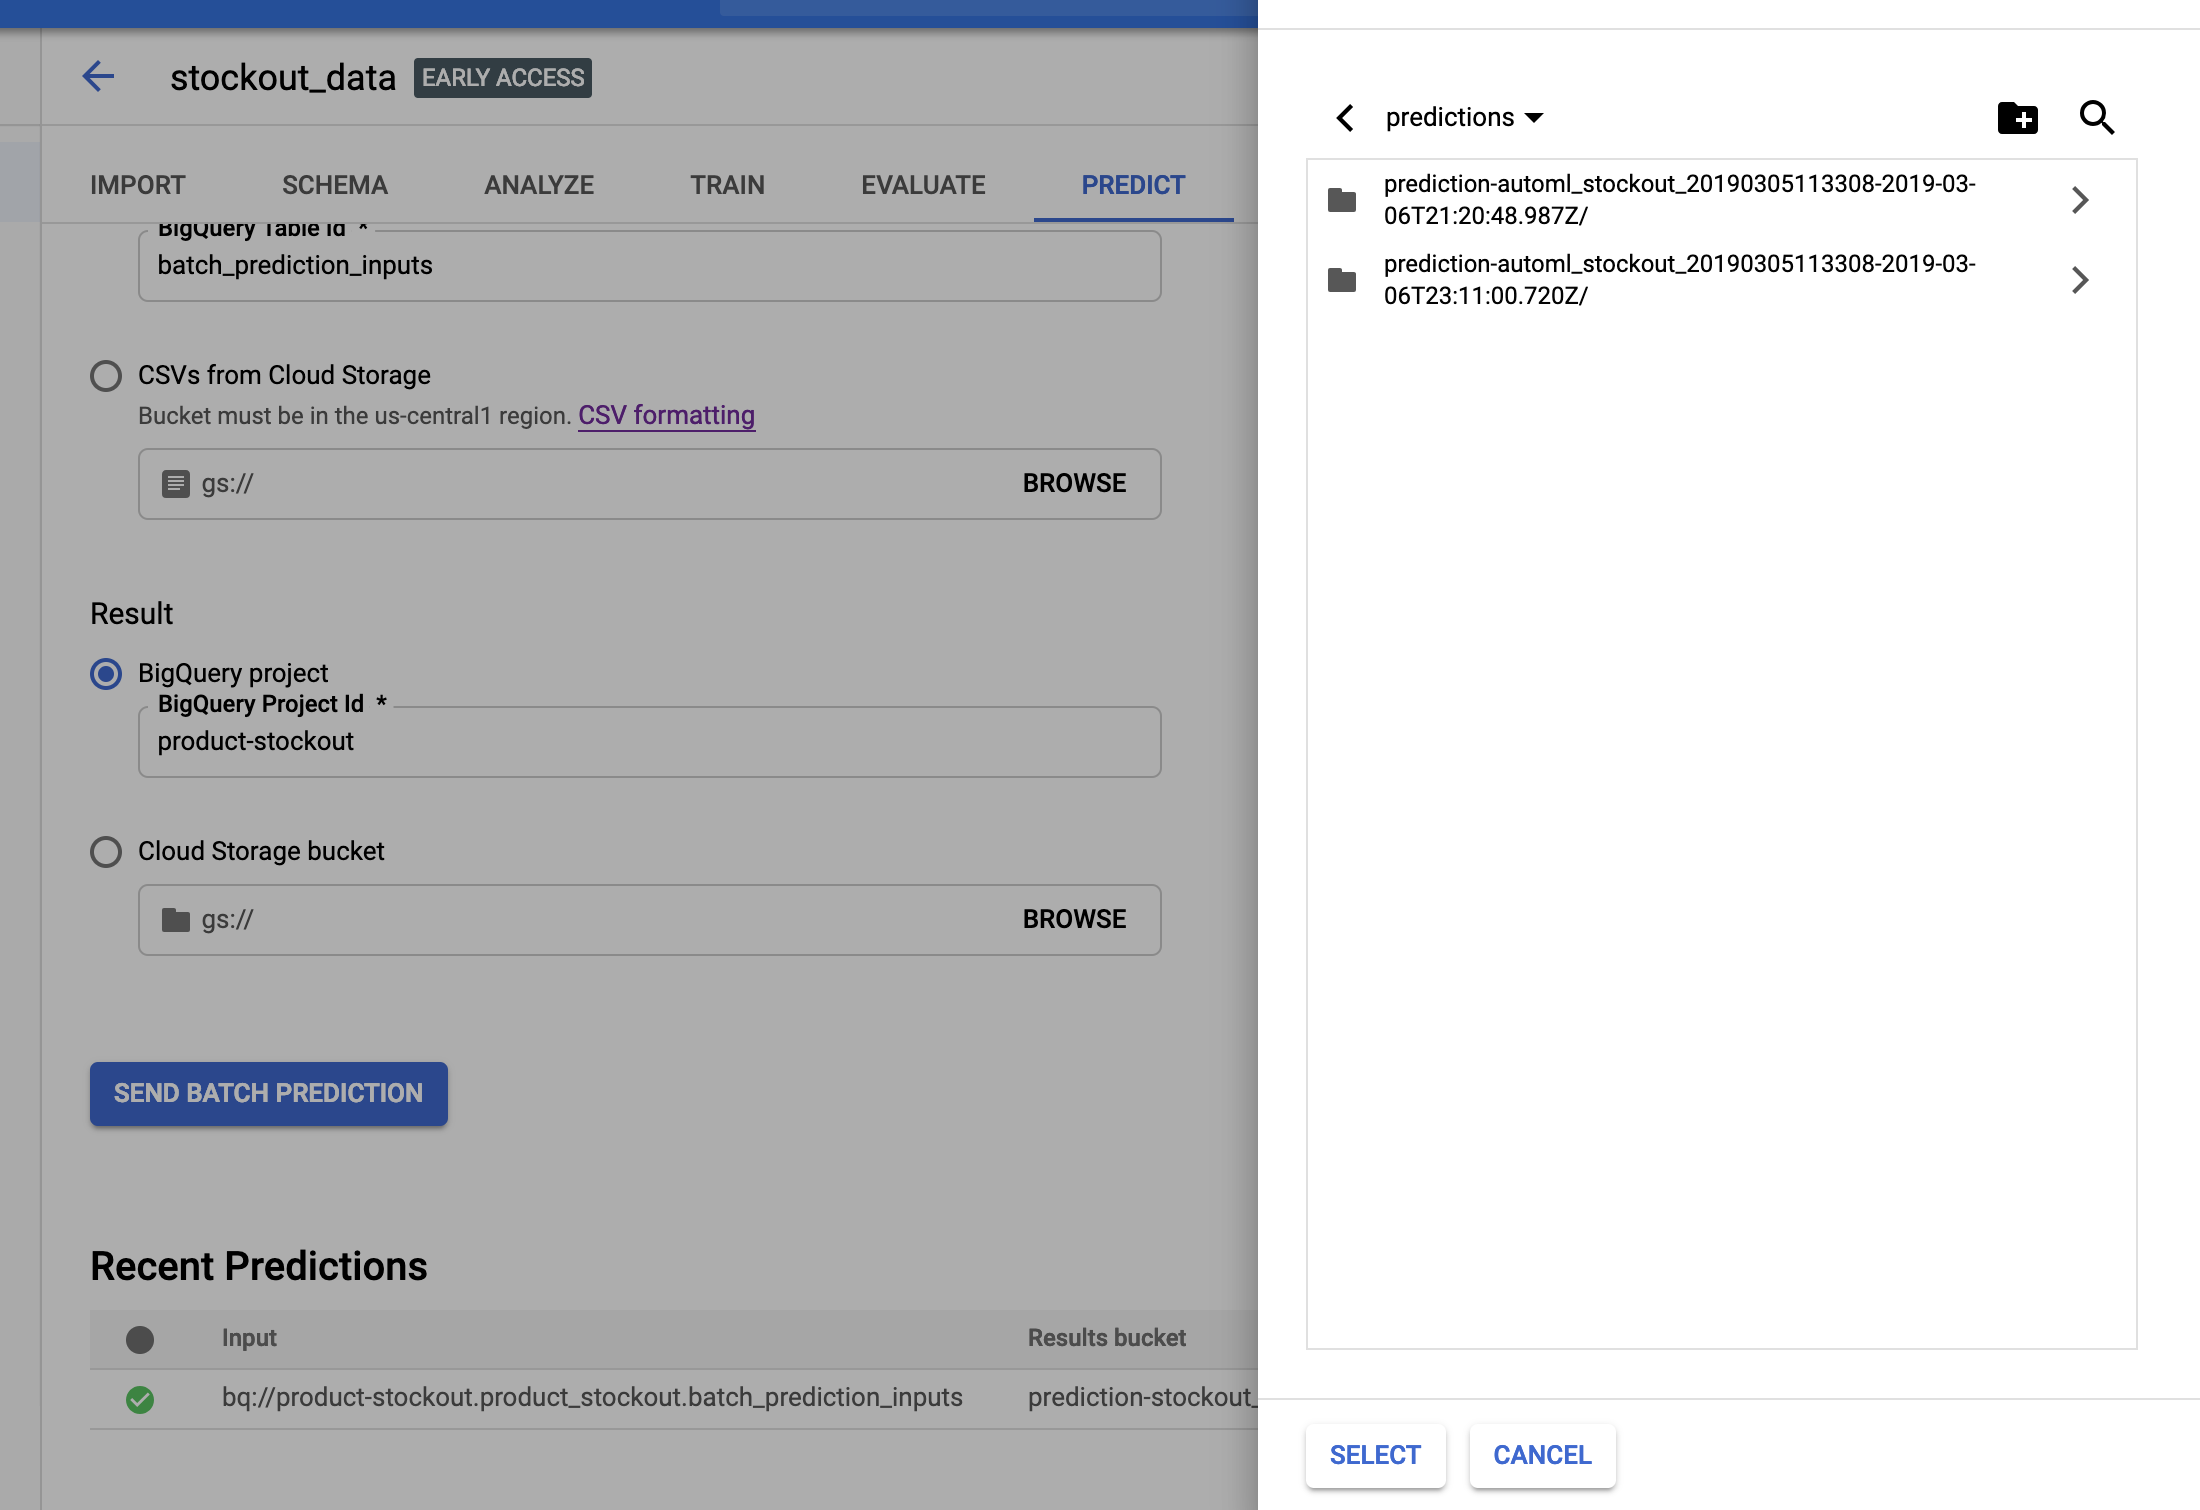 stockout_data EARLY ACCESS
IMPORT SCHEMA ANALYZE TRAIN EVALUATE PREDICT
BigQuery Table Id *
batch_prediction_inputs
CSVs from Cloud Storage
Bucket must be in the us-central1 region. CSV formatting
gs:// BROWSE
Result
BigQuery project
BigQuery Project Id *
product-stockout
Cloud Storage bucket
gs:// BROWSE
SEND BATCH PREDICTION
Recent Predictions
Input Results bucket
bq://product-stockout.product_stockout.batch_prediction_inputs prediction-stockout_
predictions
prediction-automl_stockout_20190305113308-2019-03-
06T21:20:48.987Z/
prediction-automl_stockout_20190305113308-2019-03-
06T23:11:00.720Z/
SELECT CANCEL